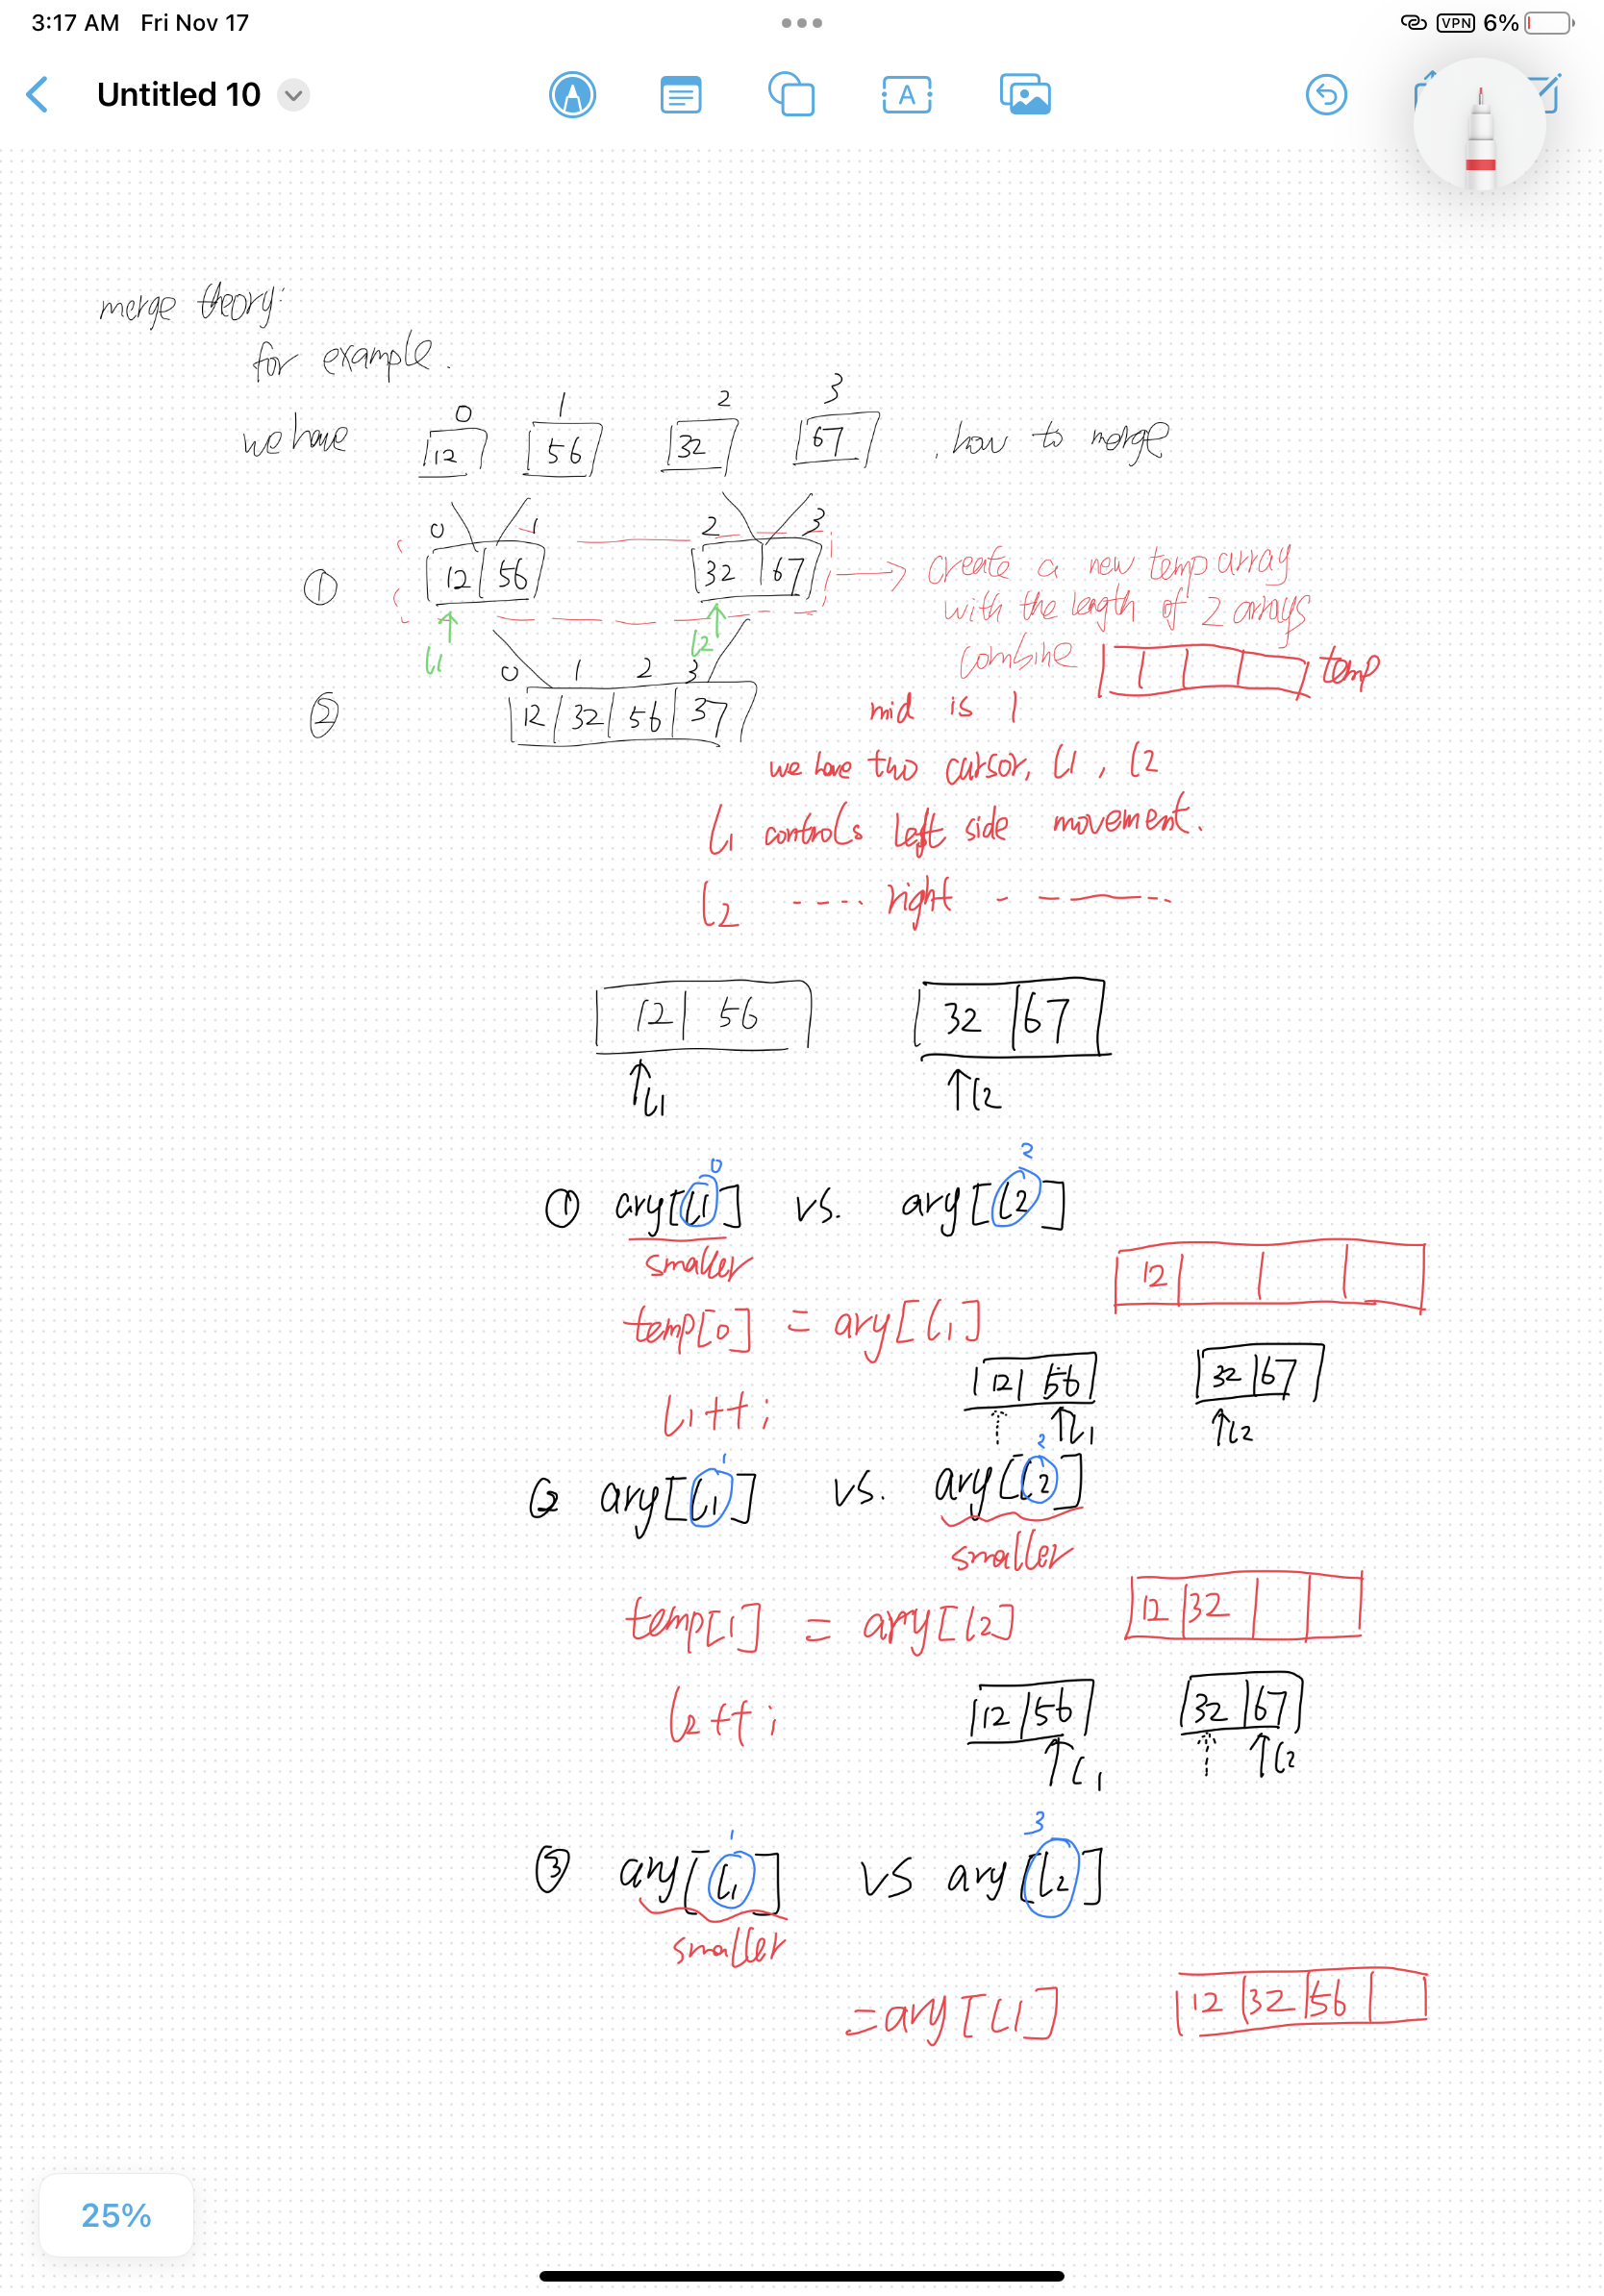 3:17 AM Fri Nov 17 VPN 6%
Untitled 10
A
merge theory:
for example.
0 1 2 3
we have 12 56 32 67 , how to merge
0 1 2 3
① 12 56 32 67 → create a new temp array
with the length of 2 arrays
combine temp
l1 l2
0 1 2 3
② 12 32 56 37
mid is 1
we have two cursor, l1, l2
l1 controls left side movement.
l2 ---- right - - ----
12 56 32 67
↑l1 ↑l2
0 2
① ary[l1] vs. ary[l2]
smaller
12
temp[0] = ary[l1]
12 56 32 67
l1++; ↑l1 ↑l2
1 2
② ary[l1] vs. ary[l2]
smaller
temp[1] = ary[l2] 12 32
l2++; 12 56 32 67
↑l1 ↑l2
1 3
③ ary[l1] vs ary[l2]
smaller
=ary[l1] 12 32 56
25%